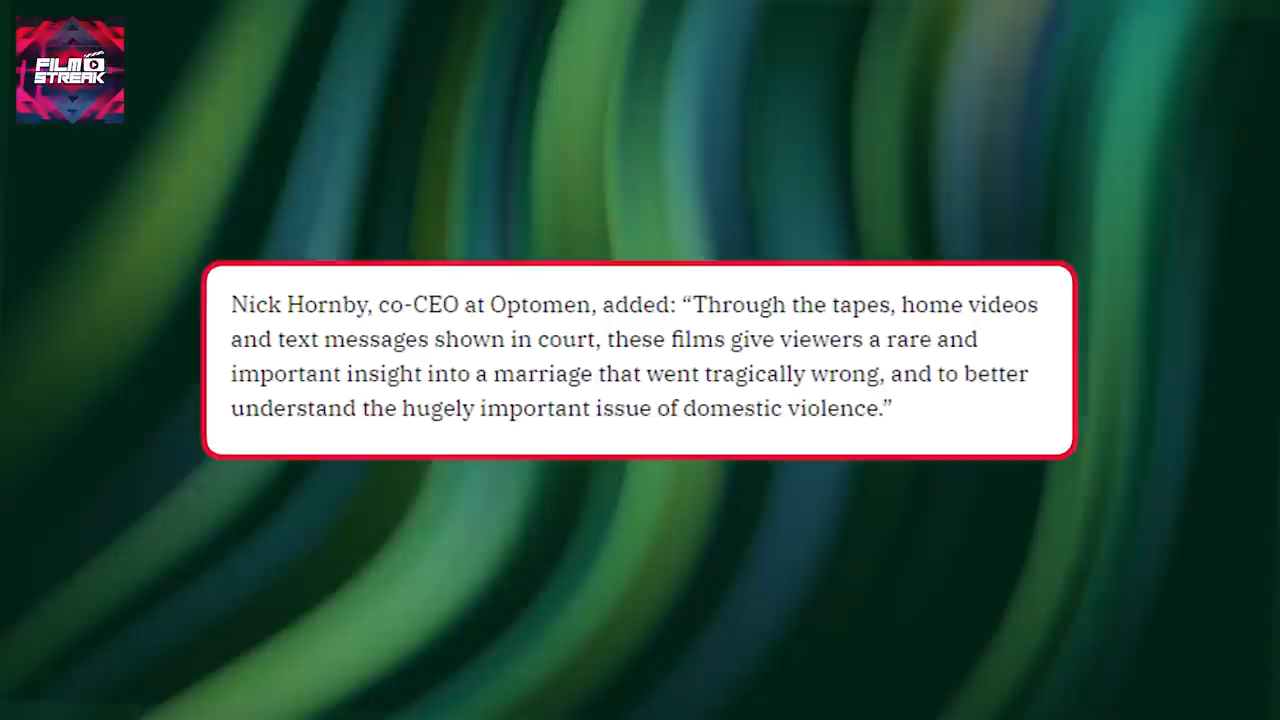 FILM
STREAK
Nick Hornby, co-CEO at Optomen, added: “Through the tapes, home videos
and text messages shown in court, these films give viewers a rare and
important insight into a marriage that went tragically wrong, and to better
understand the hugely important issue of domestic violence.”